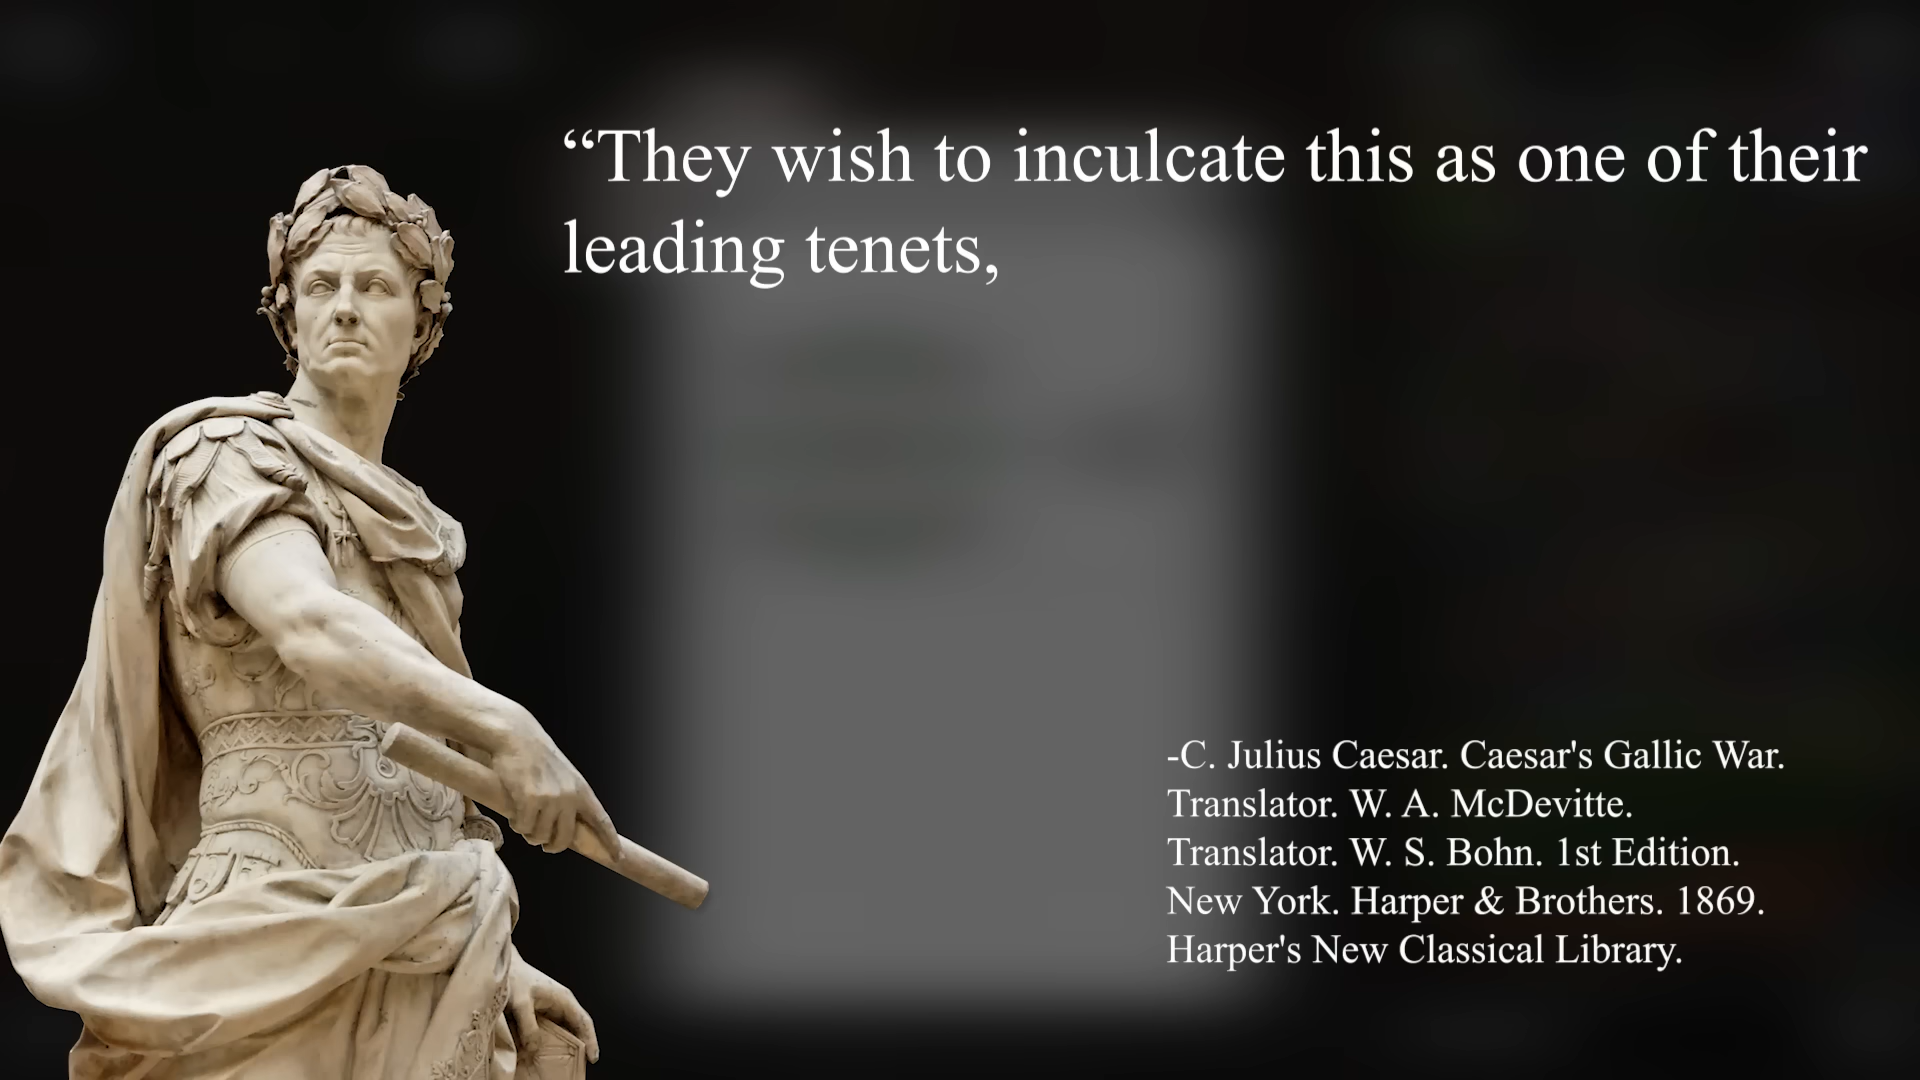 “They wish to inculcate this as one of their
leading tenets,
-C. Julius Caesar. Caesar's Gallic War.
Translator. W. A. McDevitte.
Translator. W. S. Bohn. 1st Edition.
New York. Harper & Brothers. 1869.
Harper's New Classical Library.